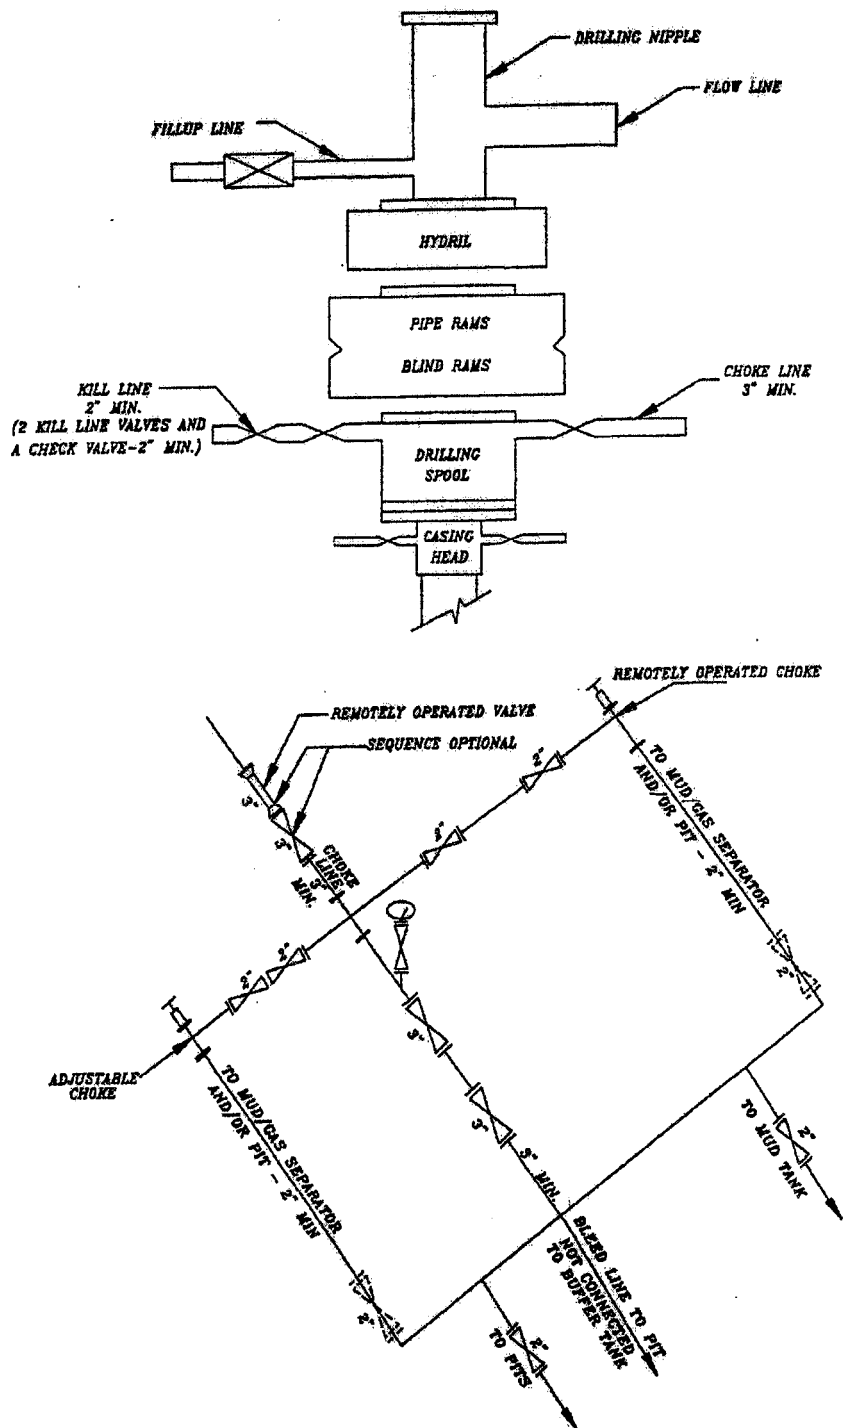 DRILLING NIPPLE
FLOW LINE
FILLUP LINE
HYDRIL
PIPE RAMS
BLIND RAMS
KILL LINE
2" MIN.
(2 KILL LINE VALVES AND
A CHECK VALVE-2" MIN.)
CHOKE LINE
3" MIN.
DRILLING
SPOOL
CASING
HEAD
REMOTELY OPERATED CHOKE
REMOTELY OPERATED VALVE
SEQUENCE OPTIONAL
3"
3"
CHOKE
LINE
3"
MIN.
2"
2"
TO MUD/GAS SEPARATOR
AND/OR PIT - 2" MIN
2"
2"
2"
3"
3"
3" MIN.
ADJUSTABLE
CHOKE
TO MUD/GAS SEPARATOR
AND/OR PIT - 2" MIN
2"
2"
TO MUD TANK
BLEED LINE TO PIT
NOT CONNECTED
TO BUFFER TANK
2"
TO PITS